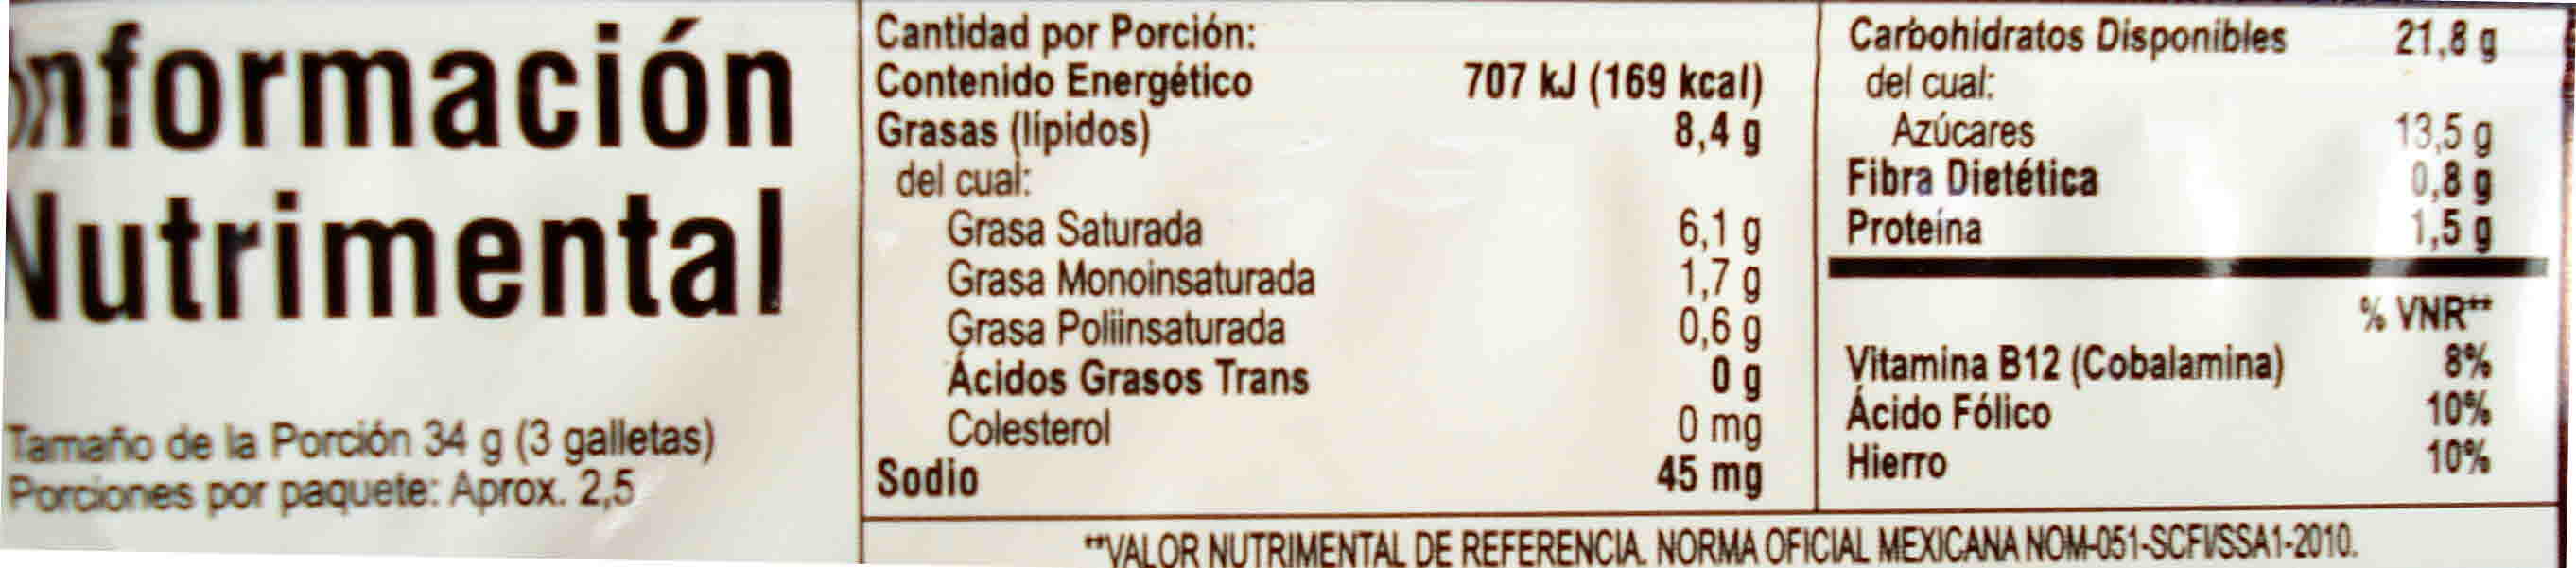 Información
Nutrimental
Tamaño de la Porción 34 g (3 galletas)
Porciones por paquete: Aprox. 2,5
Cantidad por Porción:
Contenido Energético 707 kJ (169 kcal)
Grasas (lípidos) 8,4 g
del cual:
Grasa Saturada 6,1 g
Grasa Monoinsaturada 1,7 g
Grasa Poliinsaturada 0,6 g
Ácidos Grasos Trans 0 g
Colesterol 0 mg
Sodio 45 mg
Carbohidratos Disponibles 21,8 g
del cual:
Azúcares 13,5 g
Fibra Dietética 0,8 g
Proteína 1,5 g
% VNR**
Vitamina B12 (Cobalamina) 8%
Ácido Fólico 10%
Hierro 10%
**VALOR NUTRIMENTAL DE REFERENCIA. NORMA OFICIAL MEXICANA NOM-051-SCFI/SSA1-2010.